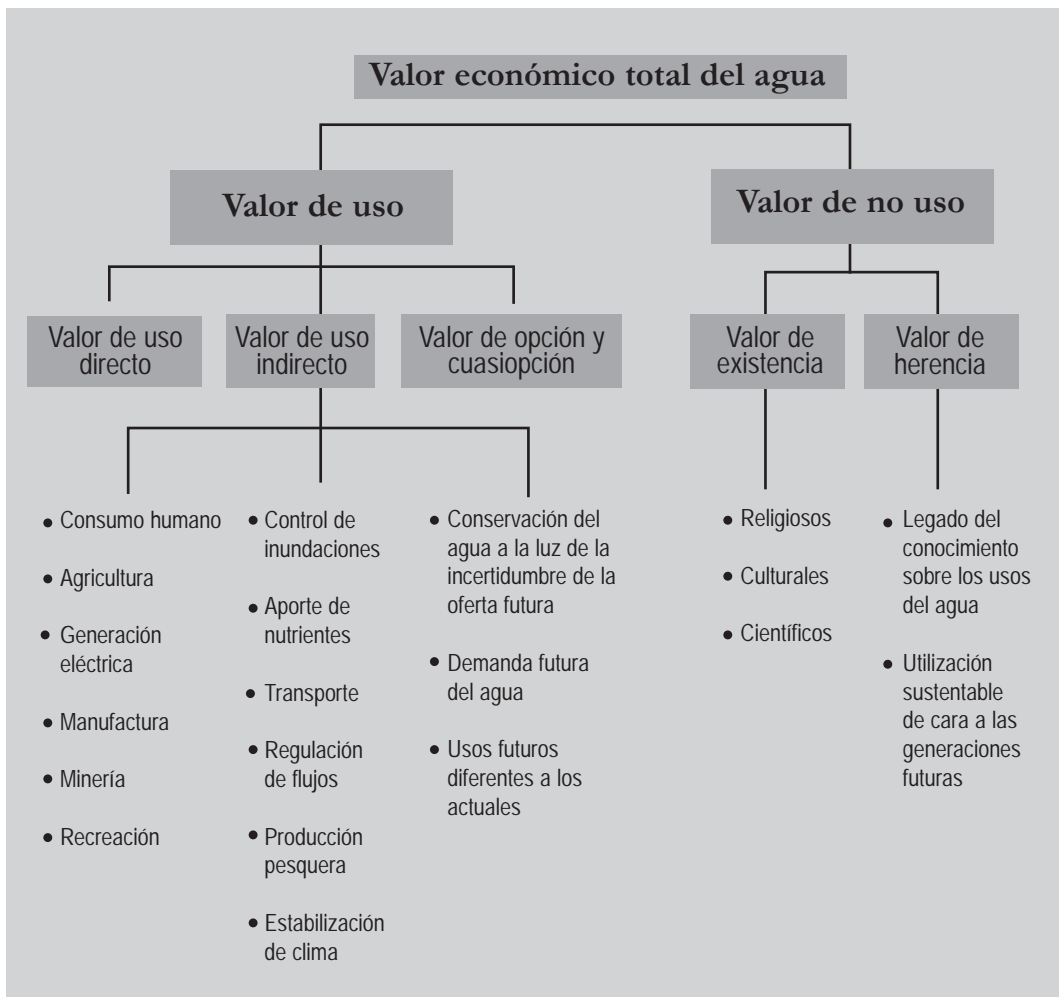 Valor económico total del agua
Valor de uso
Valor de no uso
Valor de uso
directo
Valor de uso
indirecto
Valor de opción y
cuasiopción
Valor de
existencia
Valor de
herencia
• Consumo humano
• Agricultura
• Generación
eléctrica
• Manufactura
• Minería
• Recreación
• Control de
inundaciones
• Aporte de
nutrientes
• Transporte
• Regulación
de flujos
• Producción
pesquera
• Estabilización
de clima
• Conservación del
agua a la luz de la
incertidumbre de la
oferta futura
• Demanda futura
del agua
• Usos futuros
diferentes a los
actuales
• Religiosos
• Culturales
• Científicos
• Legado del
conocimiento
sobre los usos
del agua
• Utilización
sustentable
de cara a las
generaciones
futuras